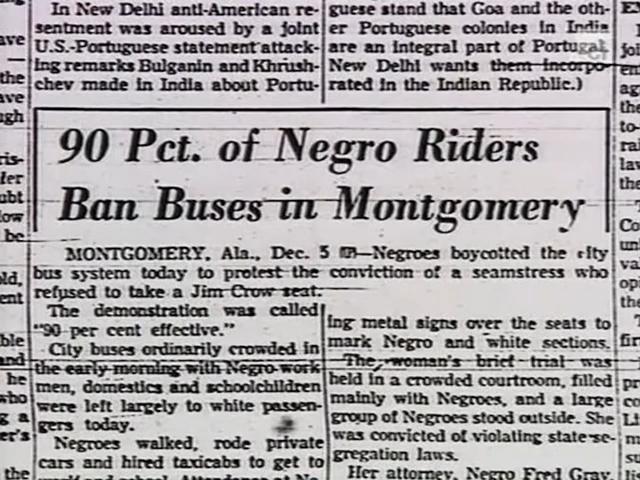 In New Delhi anti-American re-
sentment was aroused by a joint
U.S.-Portuguese statement attack-
ing remarks Bulganin and Khrush-
chev made in India about Portu-
guese stand that Goa and the oth-
er Portuguese colonies in India
are an integral part of Portugal.
New Delhi wants them incorpo-
rated in the Indian Republic.)
90 Pct. of Negro Riders
Ban Buses in Montgomery
MONTGOMERY, Ala., Dec. 5 —Negroes boycotted the city
bus system today to protest the conviction of a seamstress who
refused to take a Jim Crow seat.
The demonstration was called
"90 per cent effective."
City buses ordinarily crowded in
the early morning with Negro work
men, domestics and schoolchildren
were left largely to white passen-
gers today.
Negroes walked, rode private
cars and hired taxicabs to get to
ing metal signs over the seats to
mark Negro and white sections.
The woman's brief trial was
held in a crowded courtroom, filled
mainly with Negroes, and a large
group of Negroes stood outside. She
was convicted of violating state se-
gregation laws.
Her attorney, Negro Fred Gray,